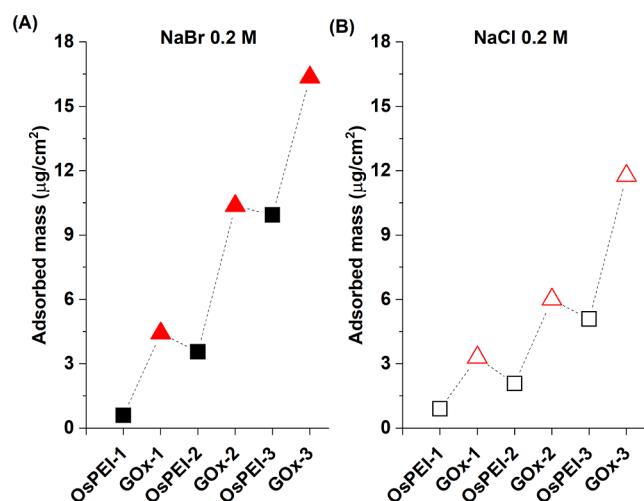 (A)
NaBr 0.2 M
Adsorbed mass (µg/cm²)
18
15
12
9
6
3
0
OsPEI-1
GOx-1
OsPEI-2
GOx-2
OsPEI-3
GOx-3
(B)
NaCl 0.2 M
Adsorbed mass (µg/cm²)
18
15
12
9
6
3
0
OsPEI-1
GOx-1
OsPEI-2
GOx-2
OsPEI-3
GOx-3